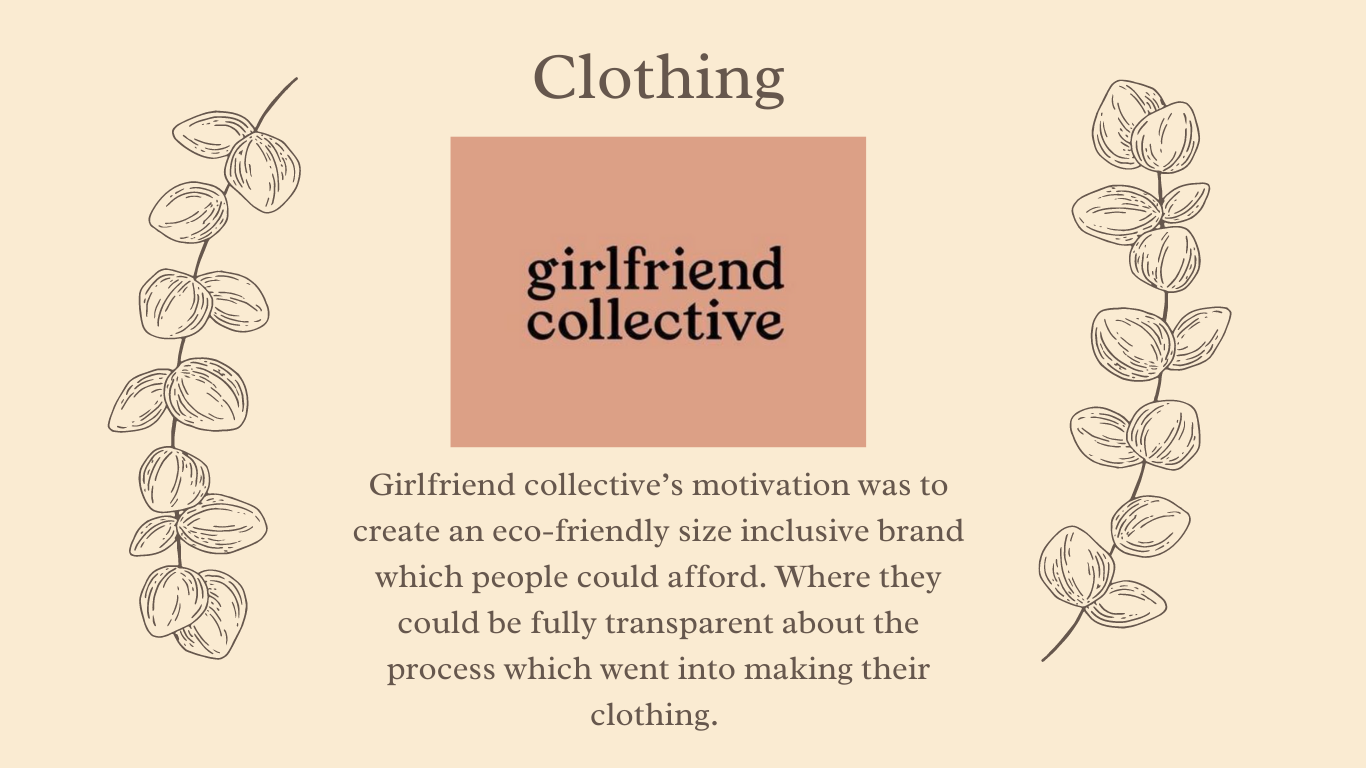 Clothing
girlfriend
collective
Girlfriend collective’s motivation was to
create an eco-friendly size inclusive brand
which people could afford. Where they
could be fully transparent about the
process which went into making their
clothing.